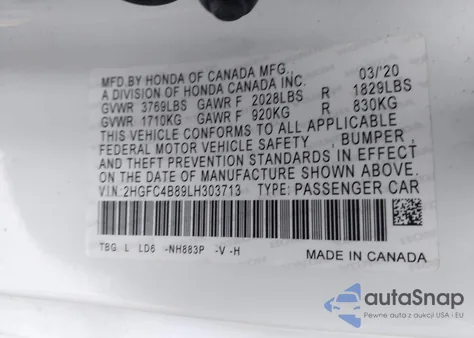 MFD.BY HONDA OF CANADA MFG., 03/'20
A DIVISION OF HONDA CANADA INC.
GVWR 3769LBS GAWR F 2028LBS R 1829LBS
GVWR 1710KG GAWR F 920KG R 830KG
THIS VEHICLE CONFORMS TO ALL APPLICABLE
FEDERAL MOTOR VEHICLE SAFETY , BUMPER ,
AND THEFT PREVENTION STANDARDS IN EFFECT
ON THE DATE OF MANUFACTURE SHOWN ABOVE.
V.I.N:2HGFC4B89LH303713 TYPE: PASSENGER CAR
TBG L LD6 -NH883P -V -H
MADE IN CANADA
autoSnap
Pewne auta z aukcji USA - EU